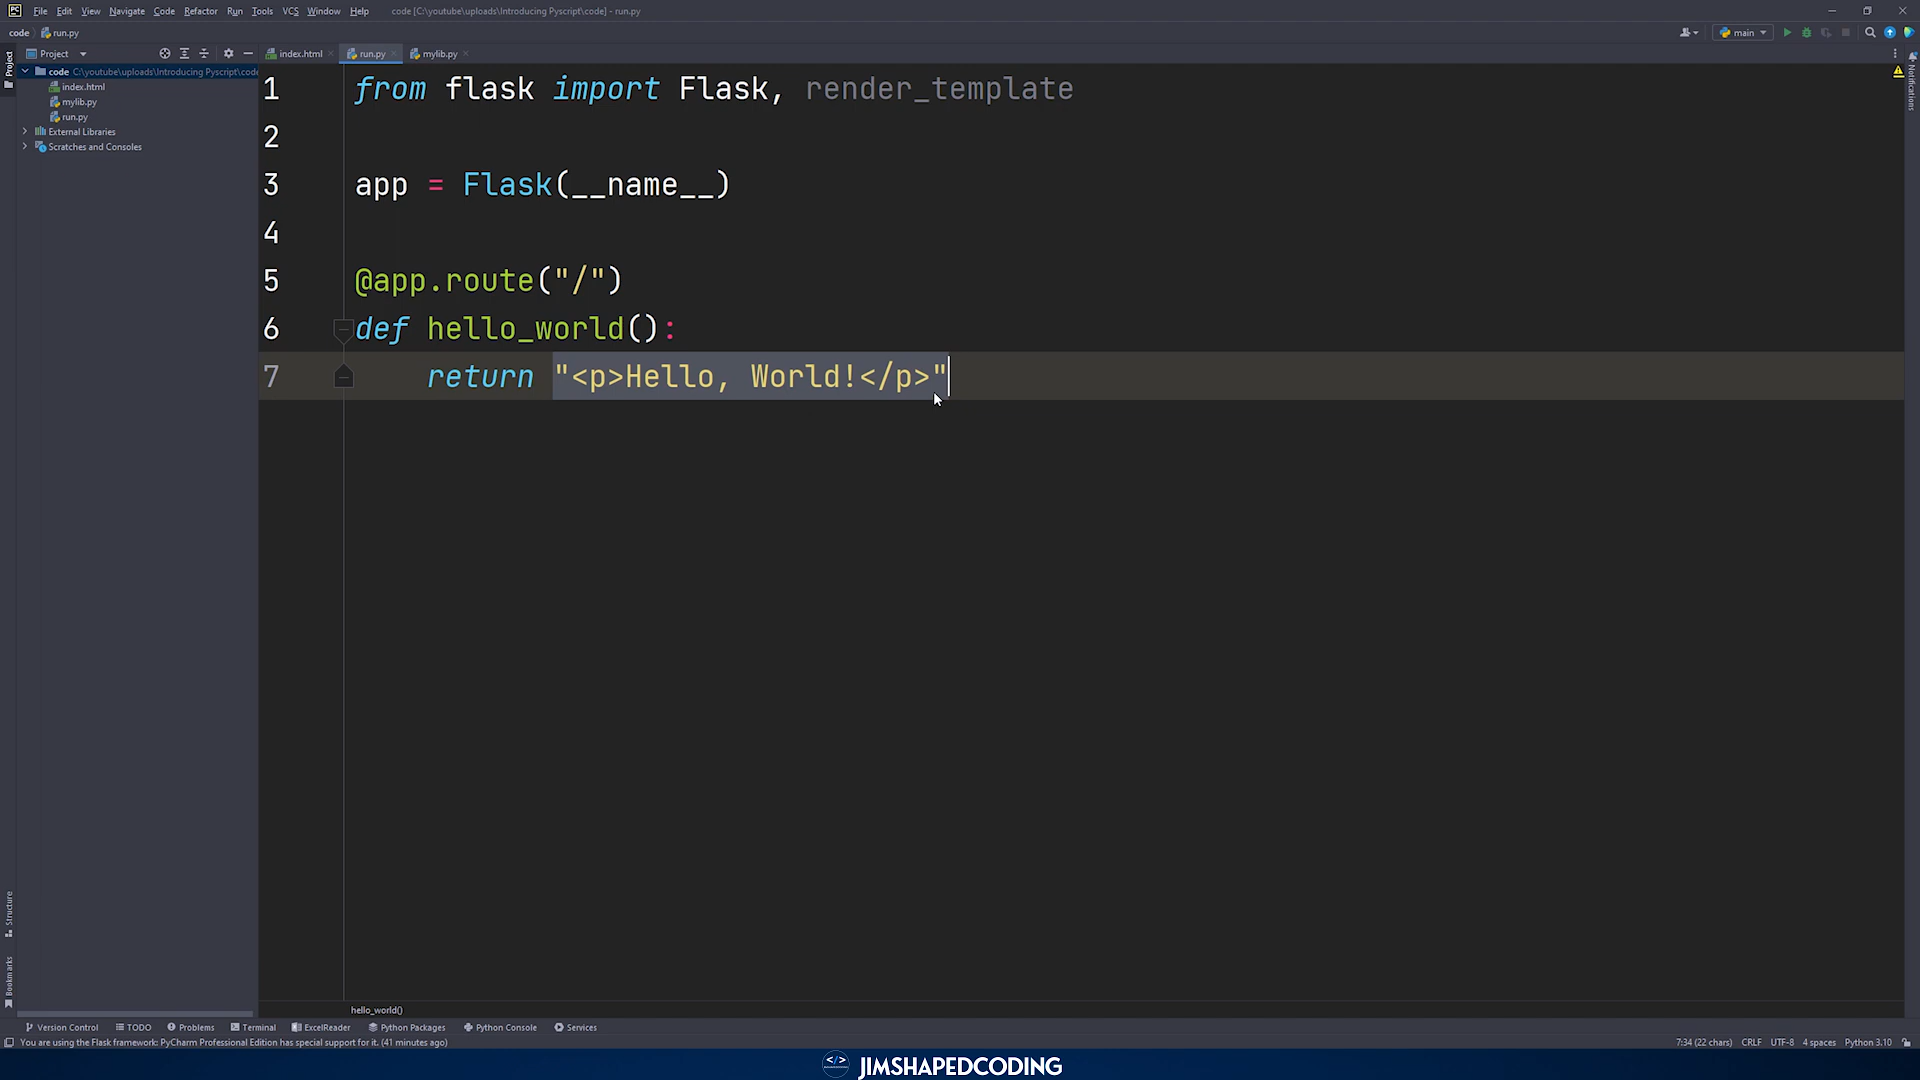 File Edit View Navigate Code Refactor Run Tools VCS Window Help code [C:\youtube\uploads\Introducing Pyscript\code] - run.py
code run.py main
Project index.html run.py mylib.py
code C:\youtube\uploads\Introducing Pyscript\code
index.html
mylib.py
run.py
External Libraries
Scratches and Consoles
Project
Structure
Bookmarks
1 from flask import Flask, render_template
2
3 app = Flask(__name__)
4
5 @app.route("/")
6 def hello_world():
7 return "<p>Hello, World!</p>"
Notifications
hello_world()
Version Control TODO Problems Terminal ExcelReader Python Packages Python Console Services
You are using the Flask framework: PyCharm Professional Edition has special support for it. (41 minutes ago) 7:34 (22 chars) CRLF UTF-8 4 spaces Python 3.10
</> JIMSHAPEDCODING